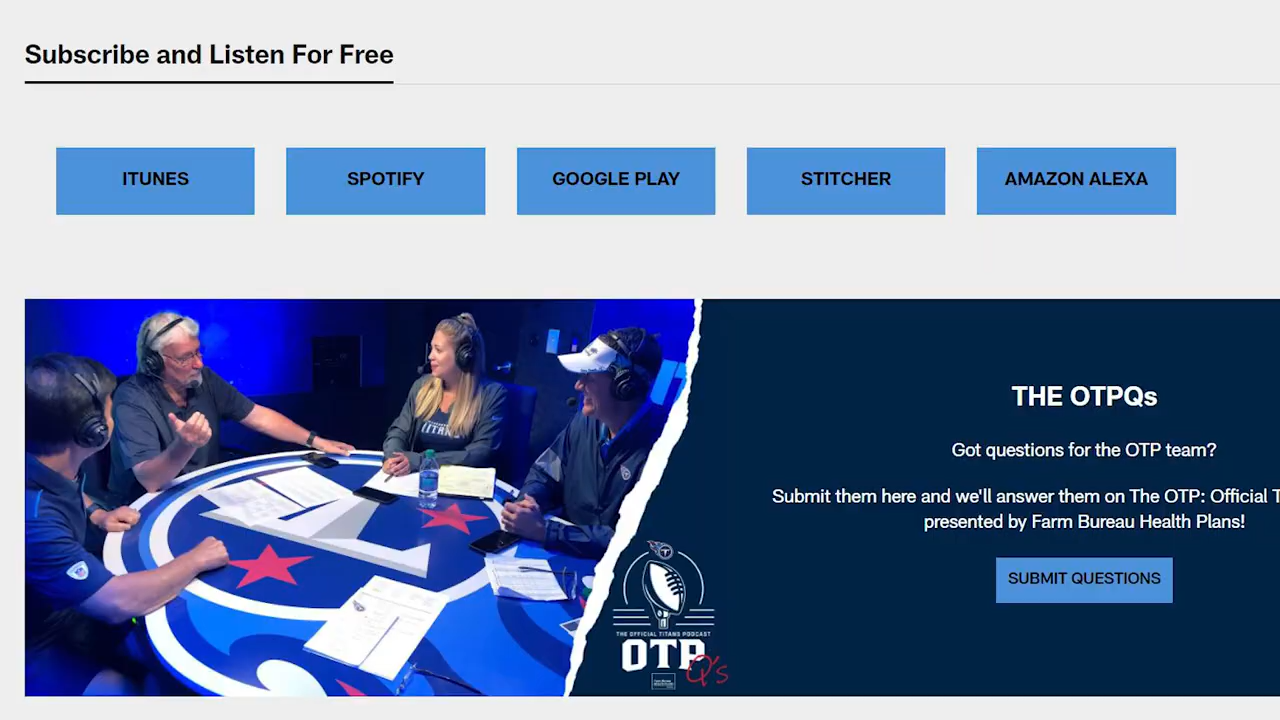 Subscribe and Listen For Free
ITUNES
SPOTIFY
GOOGLE PLAY
STITCHER
AMAZON ALEXA
THE OTPQs
Got questions for the OTP team?
Submit them here and we'll answer them on The OTP: Official T
presented by Farm Bureau Health Plans!
SUBMIT QUESTIONS
TITANS
THE OFFICIAL TITANS PODCAST
OTP
Q's